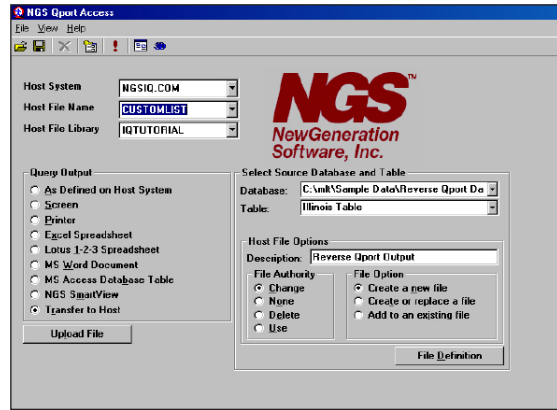 NGS Qport Access
File View Help
Host System NGSIQ.COM
Host File Name CUSTOMLIST
Host File Library IQTUTORIAL
NGS™
NewGeneration
Software, Inc.
Query Output
As Defined on Host System
Screen
Printer
Excel Spreadsheet
Lotus 1-2-3 Spreadsheet
MS Word Document
MS Access Database Table
NGS SmartView
Transfer to Host
Upload File
Select Source Database and Table
Database: C:\mlt\Sample Data\Reverse Qport Da
Table: Illinois Table
Host File Options
Description: Reverse Qport Output
File Authority
Change
None
Delete
Use
File Option
Create a new file
Create or replace a file
Add to an existing file
File Definition